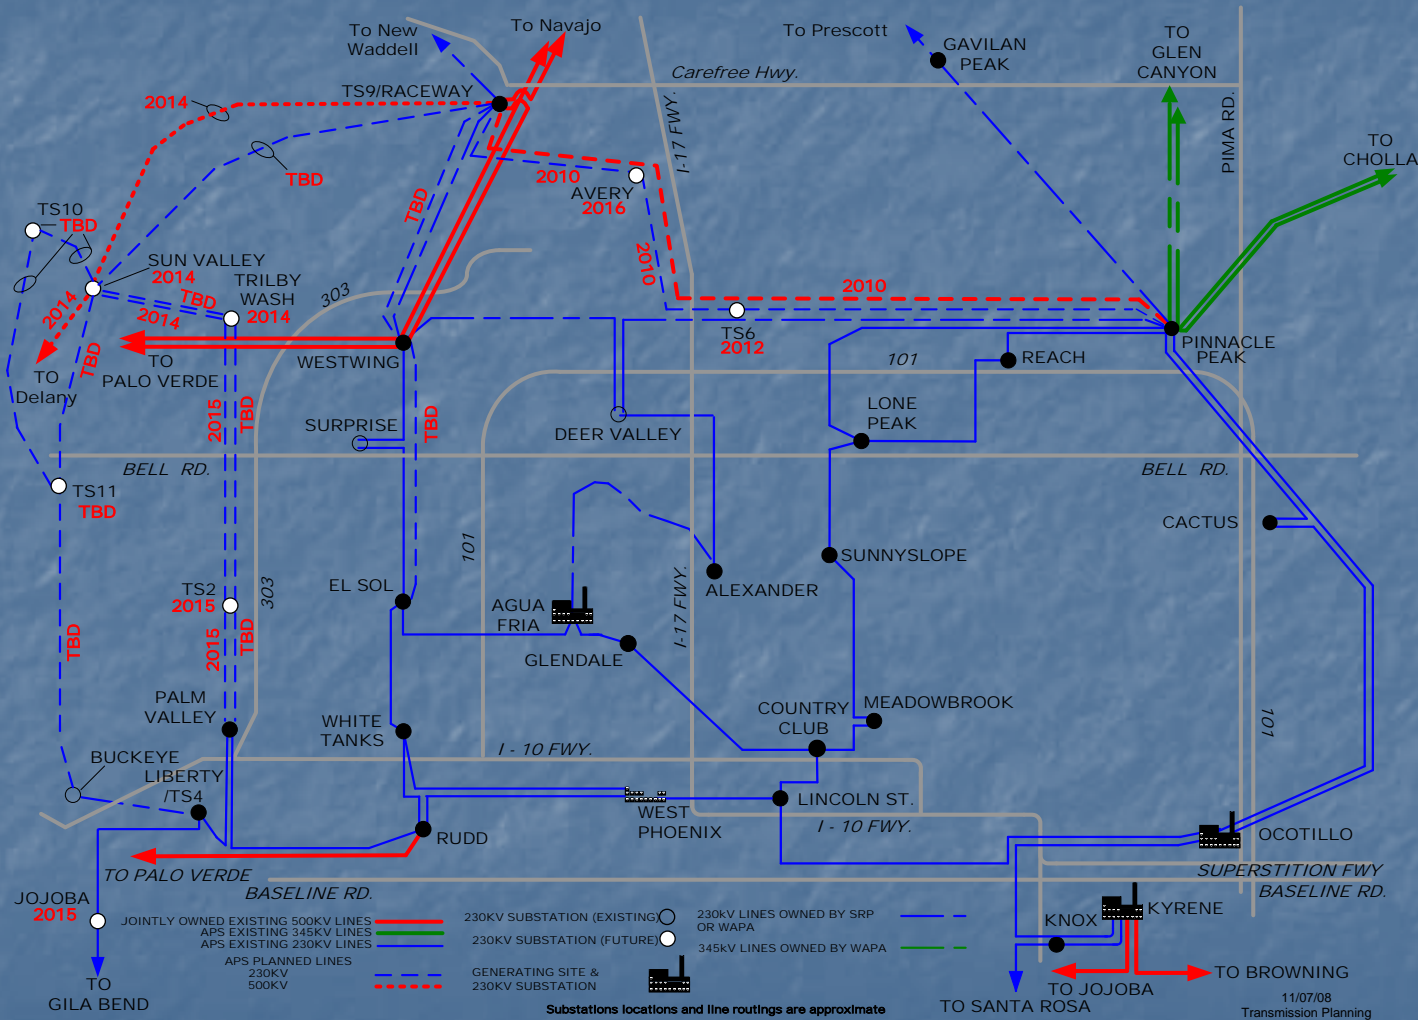 To New
Waddell
To Navajo
To Prescott
GAVILAN
PEAK
TO
GLEN
CANYON
Carefree Hwy.
TS9/RACEWAY
2014
I-17 FWY.
PIMA RD.
TO
CHOLLA
TBD
TBD
2010
AVERY
2016
TS10
TBD
SUN VALLEY
2014
TRILBY
WASH
2014
TBD
2014
2014
TBD
303
2010
2010
TS6
2012
TO
PALO VERDE
TO
Delany
WESTWING
PINNACLE
PEAK
REACH
101
2015
TBD
SURPRISE
TBD
DEER VALLEY
LONE
PEAK
BELL RD.
BELL RD.
TS11
TBD
CACTUS
101
SUNNYSLOPE
ALEXANDER
EL SOL
TS2
2015
303
AGUA
FRIA
I-17 FWY.
GLENDALE
TBD
2015
TBD
PALM
VALLEY
WHITE
TANKS
COUNTRY
CLUB
MEADOWBROOK
101
I - 10 FWY.
BUCKEYE
LIBERTY
/TS4
WEST
PHOENIX
LINCOLN ST.
I - 10 FWY.
RUDD
OCOTILLO
TO PALO VERDE
SUPERSTITION FWY
BASELINE RD.
BASELINE RD.
JOJOBA
2015
TO
GILA BEND
JOINTLY OWNED EXISTING 500KV LINES
APS EXISTING 345KV LINES
APS EXISTING 230KV LINES
APS PLANNED LINES
230KV
500KV
230KV SUBSTATION (EXISTING)
230KV SUBSTATION (FUTURE)
GENERATING SITE &
230KV SUBSTATION
230kV LINES OWNED BY SRP
OR WAPA
345kV LINES OWNED BY WAPA
KNOX
KYRENE
TO JOJOBA
TO BROWNING
TO SANTA ROSA
Substations locations and line routings are approximate
11/07/08
Transmission Planning